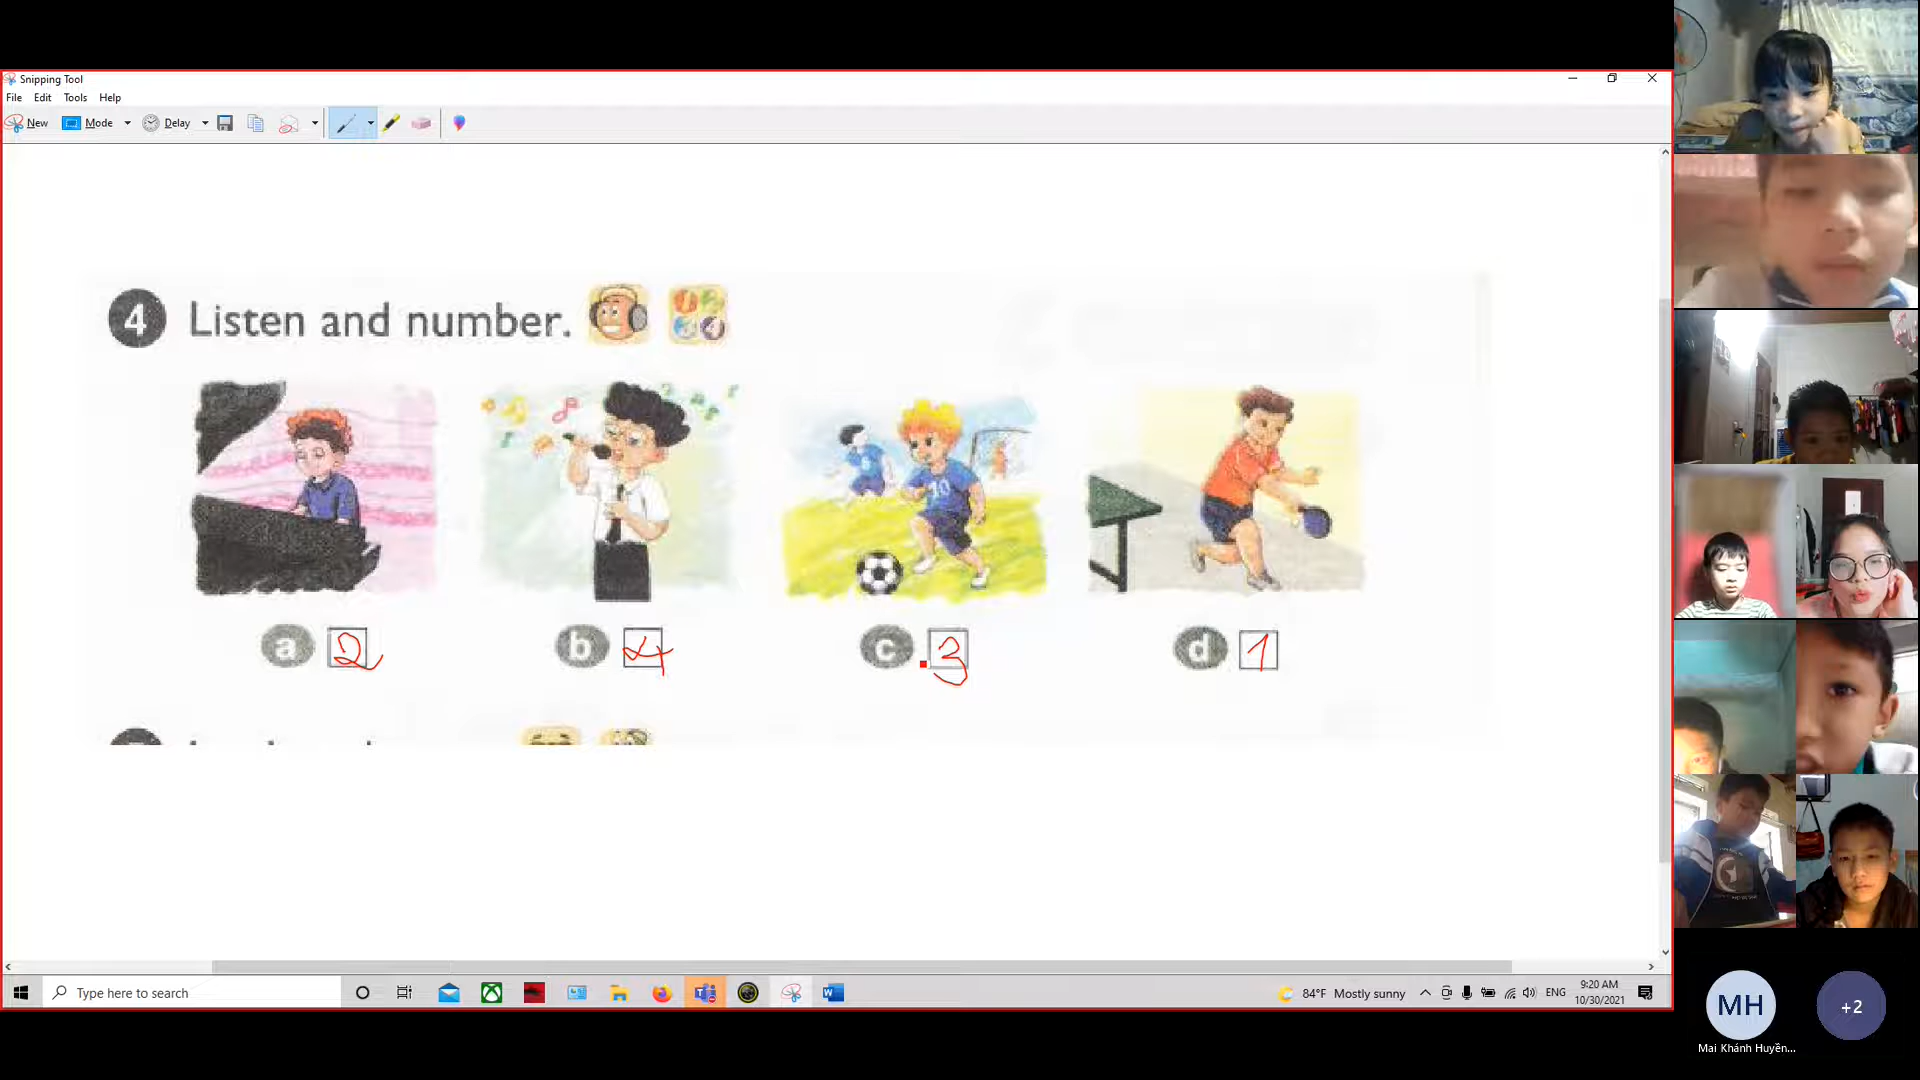 Snipping Tool
File Edit Tools Help
New Mode Delay
4 Listen and number.
10
a 2 b 4 c 3 d 1
Type here to search
84°F Mostly sunny
ENG
9:20 AM
10/30/2021
MH
+2
Mai Khánh Huyền...